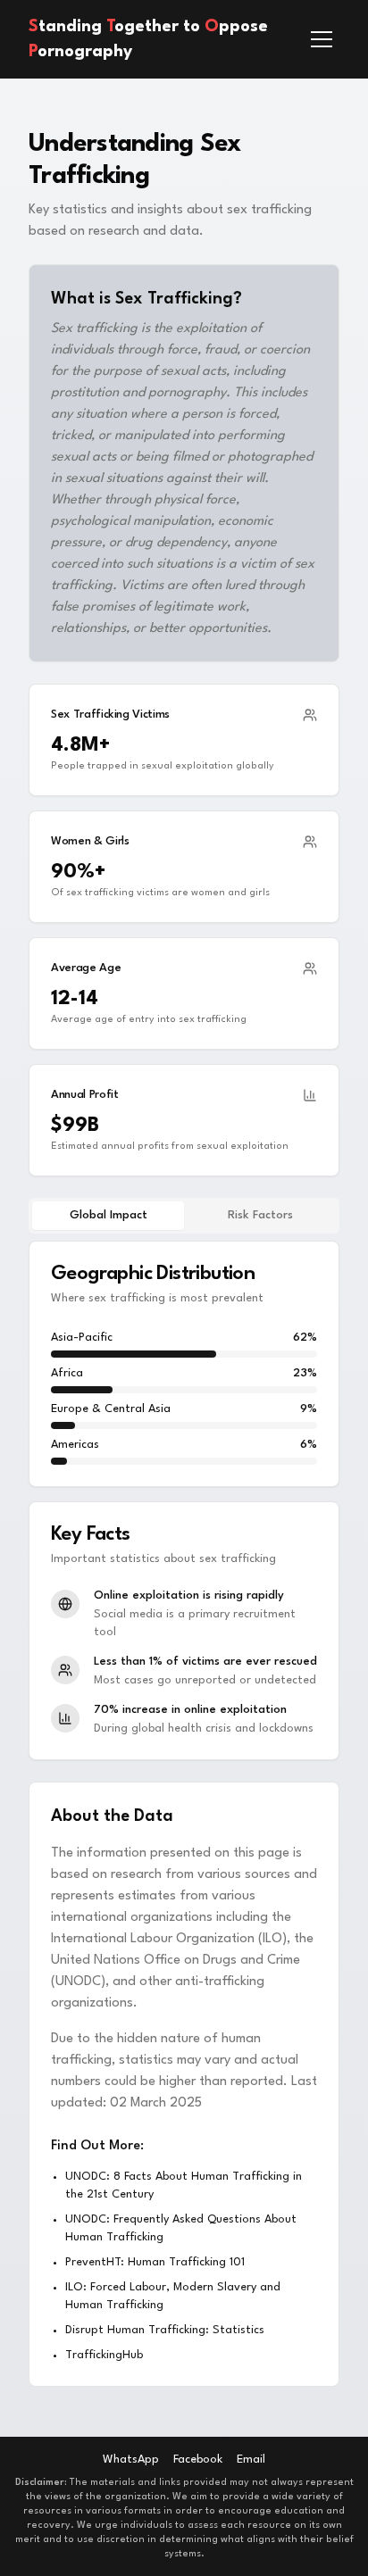 Standing Together to Oppose
Pornography
Understanding Sex
Trafficking
Key statistics and insights about sex trafficking
based on research and data.
What is Sex Trafficking?
Sex trafficking is the exploitation of
individuals through force, fraud, or coercion
for the purpose of sexual acts, including
prostitution and pornography. This includes
any situation where a person is forced,
tricked, or manipulated into performing
sexual acts or being filmed or photographed
in sexual situations against their will.
Whether through physical force,
psychological manipulation, economic
pressure, or drug dependency, anyone
coerced into such situations is a victim of sex
trafficking. Victims are often lured through
false promises of legitimate work,
relationships, or better opportunities.
Sex Trafficking Victims
4.8M+
People trapped in sexual exploitation globally
Women & Girls
90%+
Of sex trafficking victims are women and girls
Average Age
12-14
Average age of entry into sex trafficking
Annual Profit
$99B
Estimated annual profits from sexual exploitation
Global Impact Risk Factors
Geographic Distribution
Where sex trafficking is most prevalent
Asia-Pacific 62%
Africa 23%
Europe & Central Asia 9%
Americas 6%
Key Facts
Important statistics about sex trafficking
Online exploitation is rising rapidly
Social media is a primary recruitment
tool
Less than 1% of victims are ever rescued
Most cases go unreported or undetected
70% increase in online exploitation
During global health crisis and lockdowns
About the Data
The information presented on this page is
based on research from various sources and
represents estimates from various
international organizations including the
International Labour Organization (ILO), the
United Nations Office on Drugs and Crime
(UNODC), and other anti-trafficking
organizations.
Due to the hidden nature of human
trafficking, statistics may vary and actual
numbers could be higher than reported. Last
updated: 02 March 2025
Find Out More:
• UNODC: 8 Facts About Human Trafficking in
the 21st Century
• UNODC: Frequently Asked Questions About
Human Trafficking
• PreventHT: Human Trafficking 101
• ILO: Forced Labour, Modern Slavery and
Human Trafficking
• Disrupt Human Trafficking: Statistics
• TraffickingHub
WhatsApp Facebook Email
Disclaimer: The materials and links provided may not always represent
the views of the organization. We aim to provide a wide variety of
resources in various formats in order to encourage education and
recovery. We urge individuals to assess each resource on its own
merit and to use discretion in determining what aligns with their belief
systems.